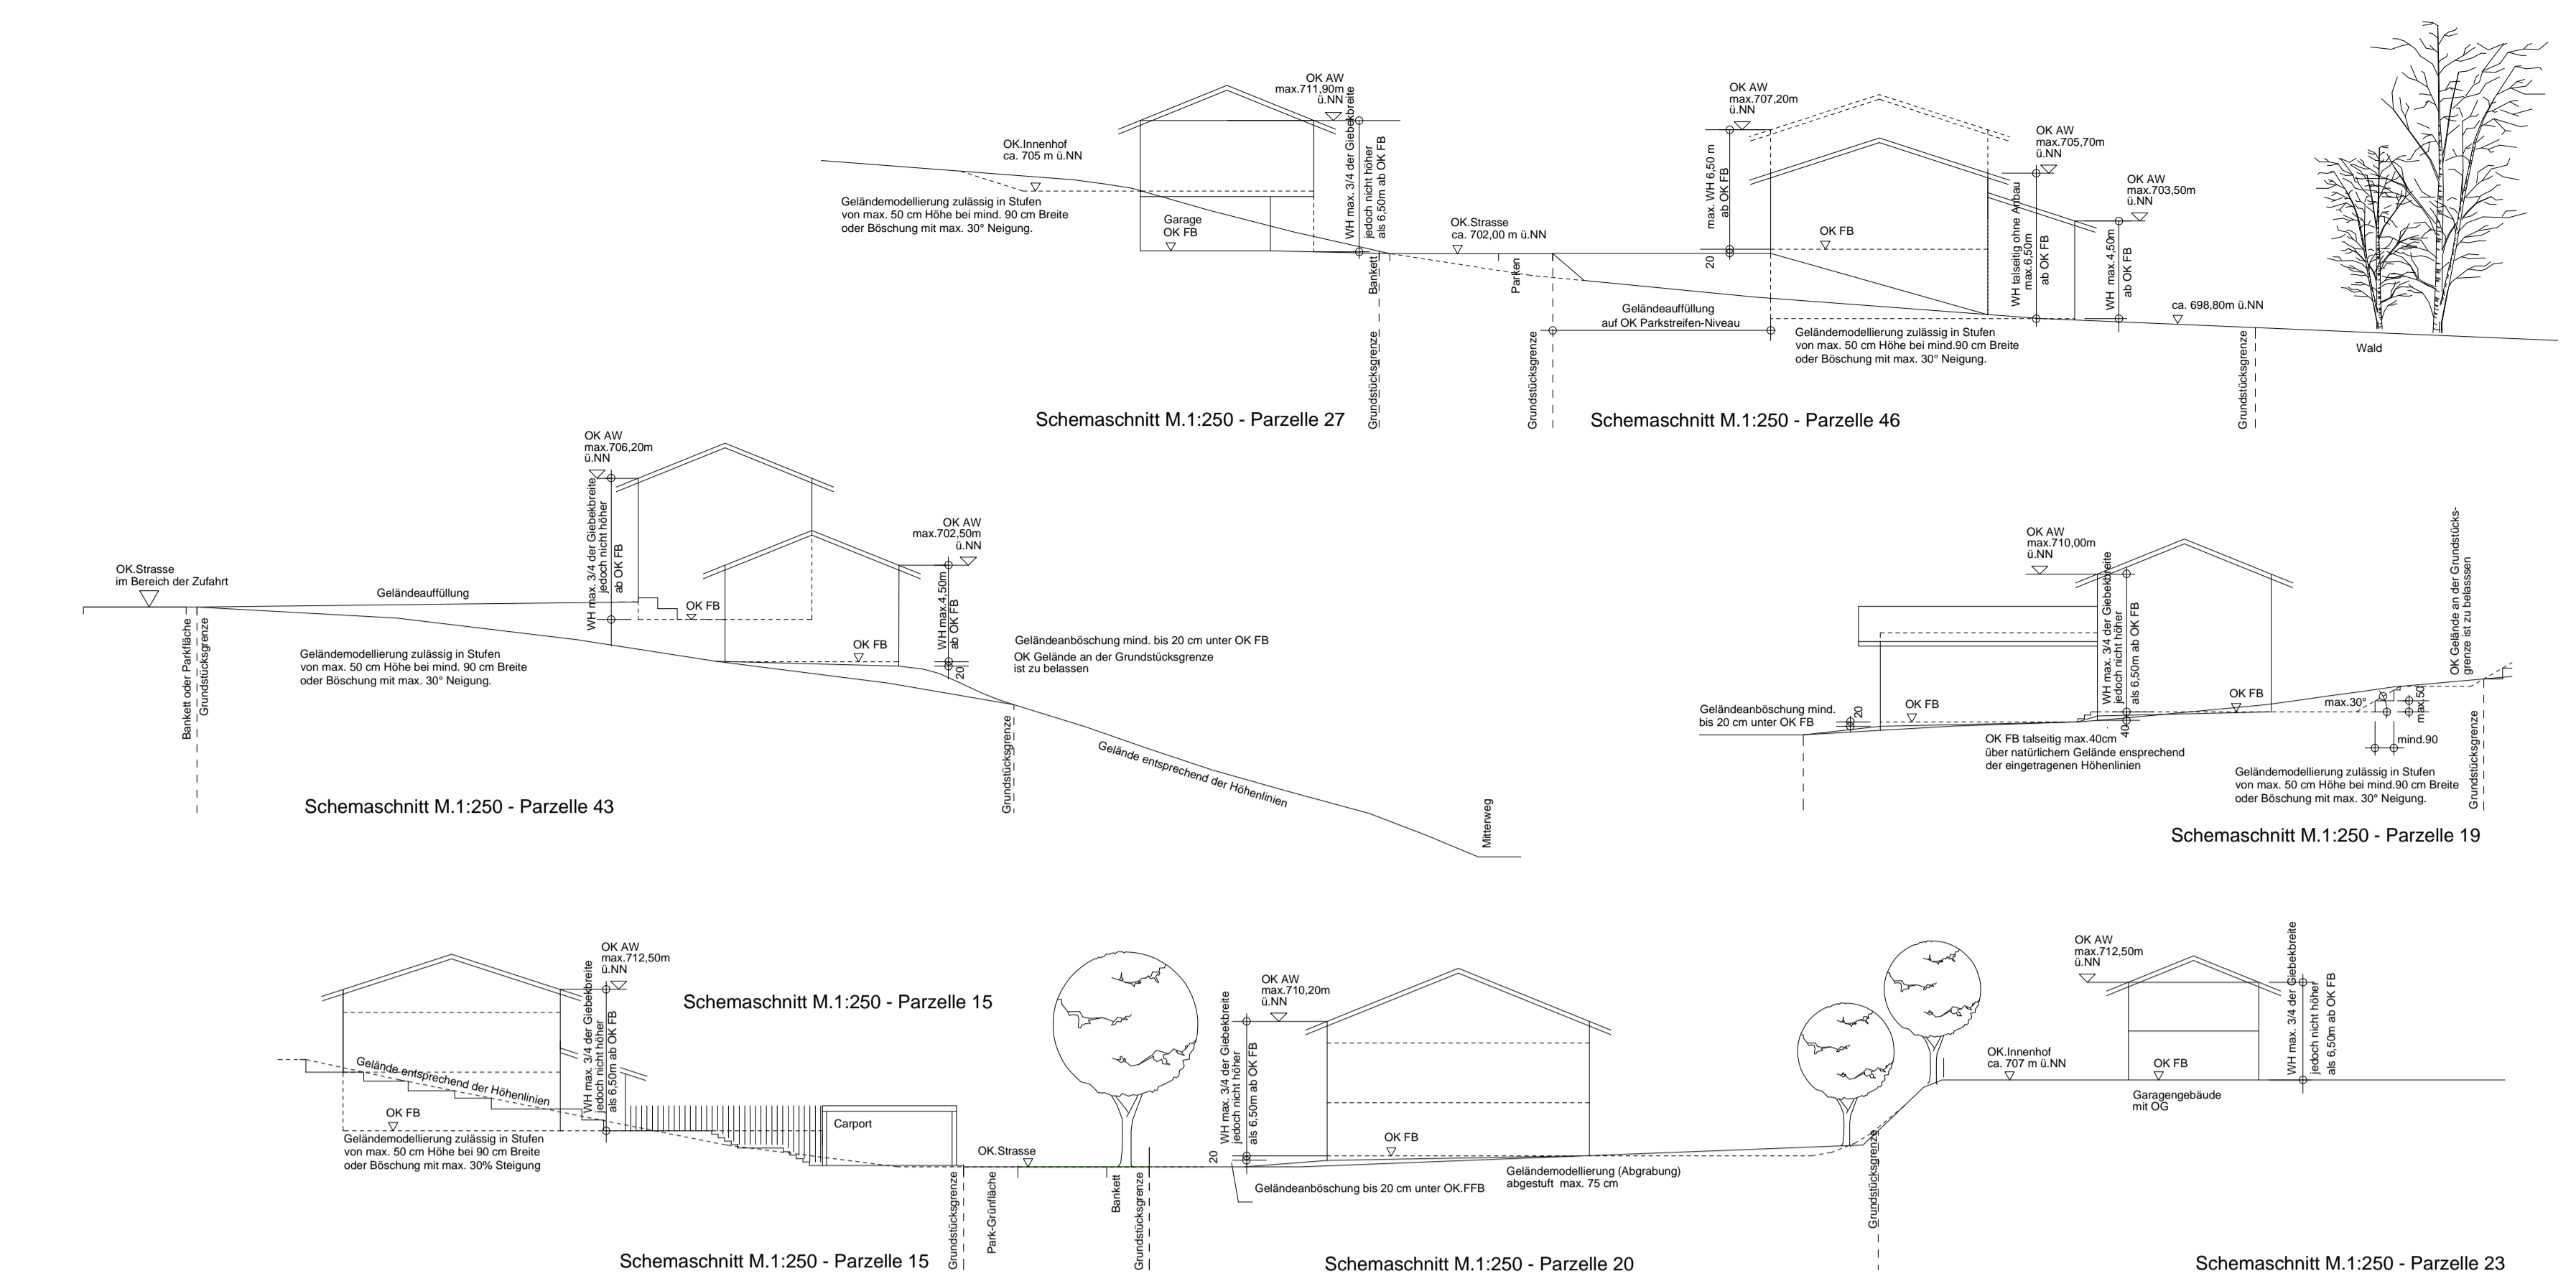 OK AW
max.711,90m
ü.NN
OK.Innenhof
ca. 705 m ü.NN
Geländemodellierung zulässig in Stufen
von max. 50 cm Höhe bei mind. 90 cm Breite
oder Böschung mit max. 30° Neigung.
Garage
OK FB
WH max. 3/4 der Giebekbreite
jedoch nicht höher
als 6,50m ab OK FB
OK.Strasse
ca. 702,00 m ü.NN
Bankett
Parken
Grundstücksgrenze
Grundstücksgrenze
Schemaschnitt M.1:250 - Parzelle 27
OK AW
max.707,20m
ü.NN
max. WH 6,50 m
ab OK FB
20
OK FB
OK AW
max.705,70m
ü.NN
WH talseitig ohne Anbau
max.6,50m
ab OK FB
OK AW
max.703,50m
ü.NN
WH max.4,50m
ab OK FB
ca. 698,80m ü.NN
Geländeauffüllung
auf OK Parkstreifen-Niveau
Geländemodellierung zulässig in Stufen
von max. 50 cm Höhe bei mind.90 cm Breite
oder Böschung mit max. 30° Neigung.
Grundstücksgrenze
Wald
Schemaschnitt M.1:250 - Parzelle 46
OK AW
max.706,20m
ü.NN
WH max. 3/4 der Giebekbreite
jedoch nicht höher
ab OK FB
OK.Strasse
im Bereich der Zufahrt
Geländeauffüllung
OK FB
OK AW
max.702,50m
ü.NN
WH max.4,50m
ab OK FB
20
OK FB
Bankett oder Parkfläche
Grundstücksgrenze
Geländemodellierung zulässig in Stufen
von max. 50 cm Höhe bei mind. 90 cm Breite
oder Böschung mit max. 30° Neigung.
Geländeanböschung mind. bis 20 cm unter OK FB
OK Gelände an der Grundstücksgrenze
ist zu belassen
Grundstücksgrenze
Gelände entsprechend der Höhenlinien
Mitterweg
Schemaschnitt M.1:250 - Parzelle 43
OK AW
max.710,00m
ü.NN
WH max. 3/4 der Giebekbreite
jedoch nicht höher
als 6,50m ab OK FB
Geländeanböschung mind.
bis 20 cm unter OK FB
20
OK FB
40
OK FB
OK FB talseitig max.40cm
über natürlichem Gelände ensprechend
der eingetragenen Höhenlinien
max.30°
max.50
mind.90
OK Gelände an der Grundstücks-
grenze ist zu belasssen
Grundstücksgrenze
Geländemodellierung zulässig in Stufen
von max. 50 cm Höhe bei mind.90 cm Breite
oder Böschung mit max. 30° Neigung.
Schemaschnitt M.1:250 - Parzelle 19
OK AW
max.712,50m
ü.NN
WH max. 3/4 der Giebekbreite
jedoch nicht höher
als 6,50m ab OK FB
Gelände entsprechend der Höhenlinien
OK FB
Geländemodellierung zulässig in Stufen
von max. 50 cm Höhe bei 90 cm Breite
oder Böschung mit max. 30% Steigung
Schemaschnitt M.1:250 - Parzelle 15
Carport
OK.Strasse
Grundstücksgrenze
Park-Grünfläche
Bankett
Grundstücksgrenze
Schemaschnitt M.1:250 - Parzelle 15
OK AW
max.710,20m
ü.NN
WH max. 3/4 der Giebekbreite
jedoch nicht höher
als 6,50m ab OK FB
20
OK FB
Geländeanböschung bis 20 cm unter OK.FFB
Geländemodellierung (Abgrabung)
abgestuft max. 75 cm
Grundstücksgrenze
Schemaschnitt M.1:250 - Parzelle 20
OK.Innenhof
ca. 707 m ü.NN
OK AW
max.712,50m
ü.NN
OK FB
Garagengebäude
mit OG
WH max. 3/4 der Giebekbreite
jedoch nicht höher
als 6,50m ab OK FB
Schemaschnitt M.1:250 - Parzelle 23